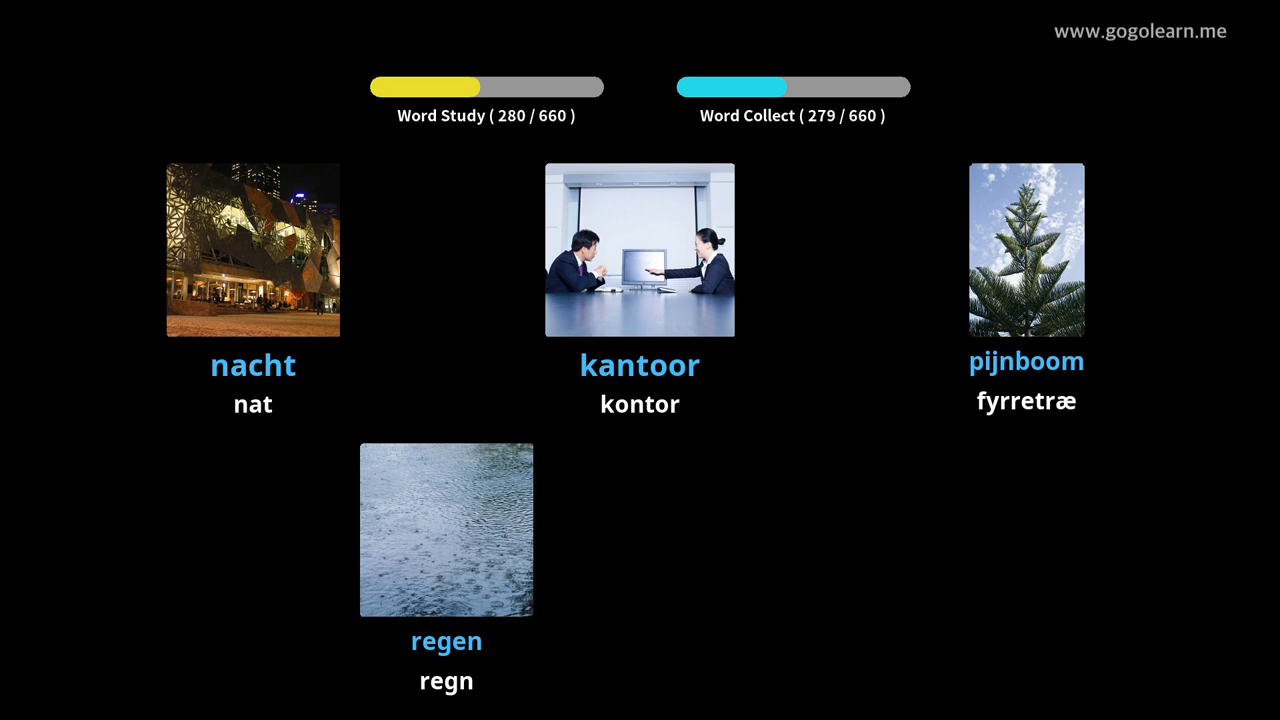 www.gogolearn.me
Word Study ( 280 / 660 )
Word Collect ( 279 / 660 )
nacht
nat
kantoor
kontor
pijnboom
fyrretræ
regen
regn